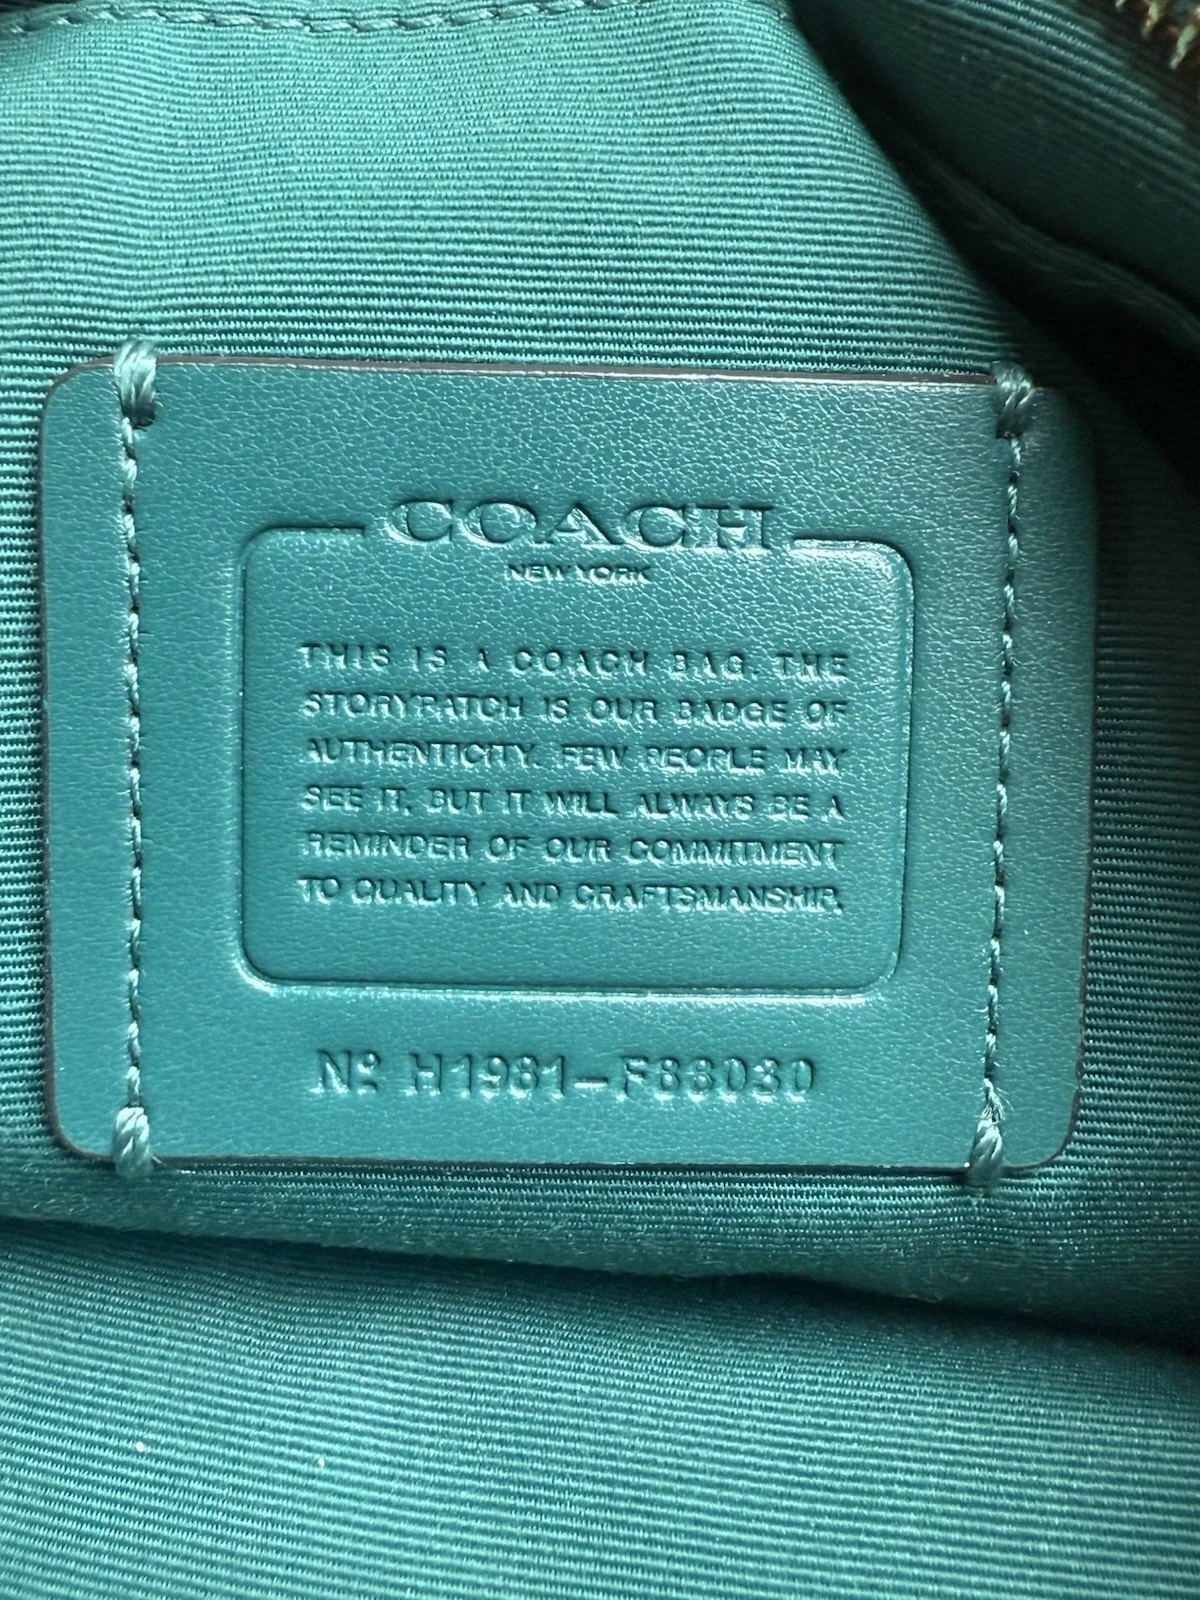 COACH
NEW YORK
THIS IS A COACH BAG. THE
STORYPATCH IS OUR BADGE OF
AUTHENTICITY. FEW PEOPLE MAY
SEE IT, BUT IT WILL ALWAYS BE A
REMINDER OF OUR COMMITMENT
TO QUALITY AND CRAFTSMANSHIP.
Nº H1981-F88030